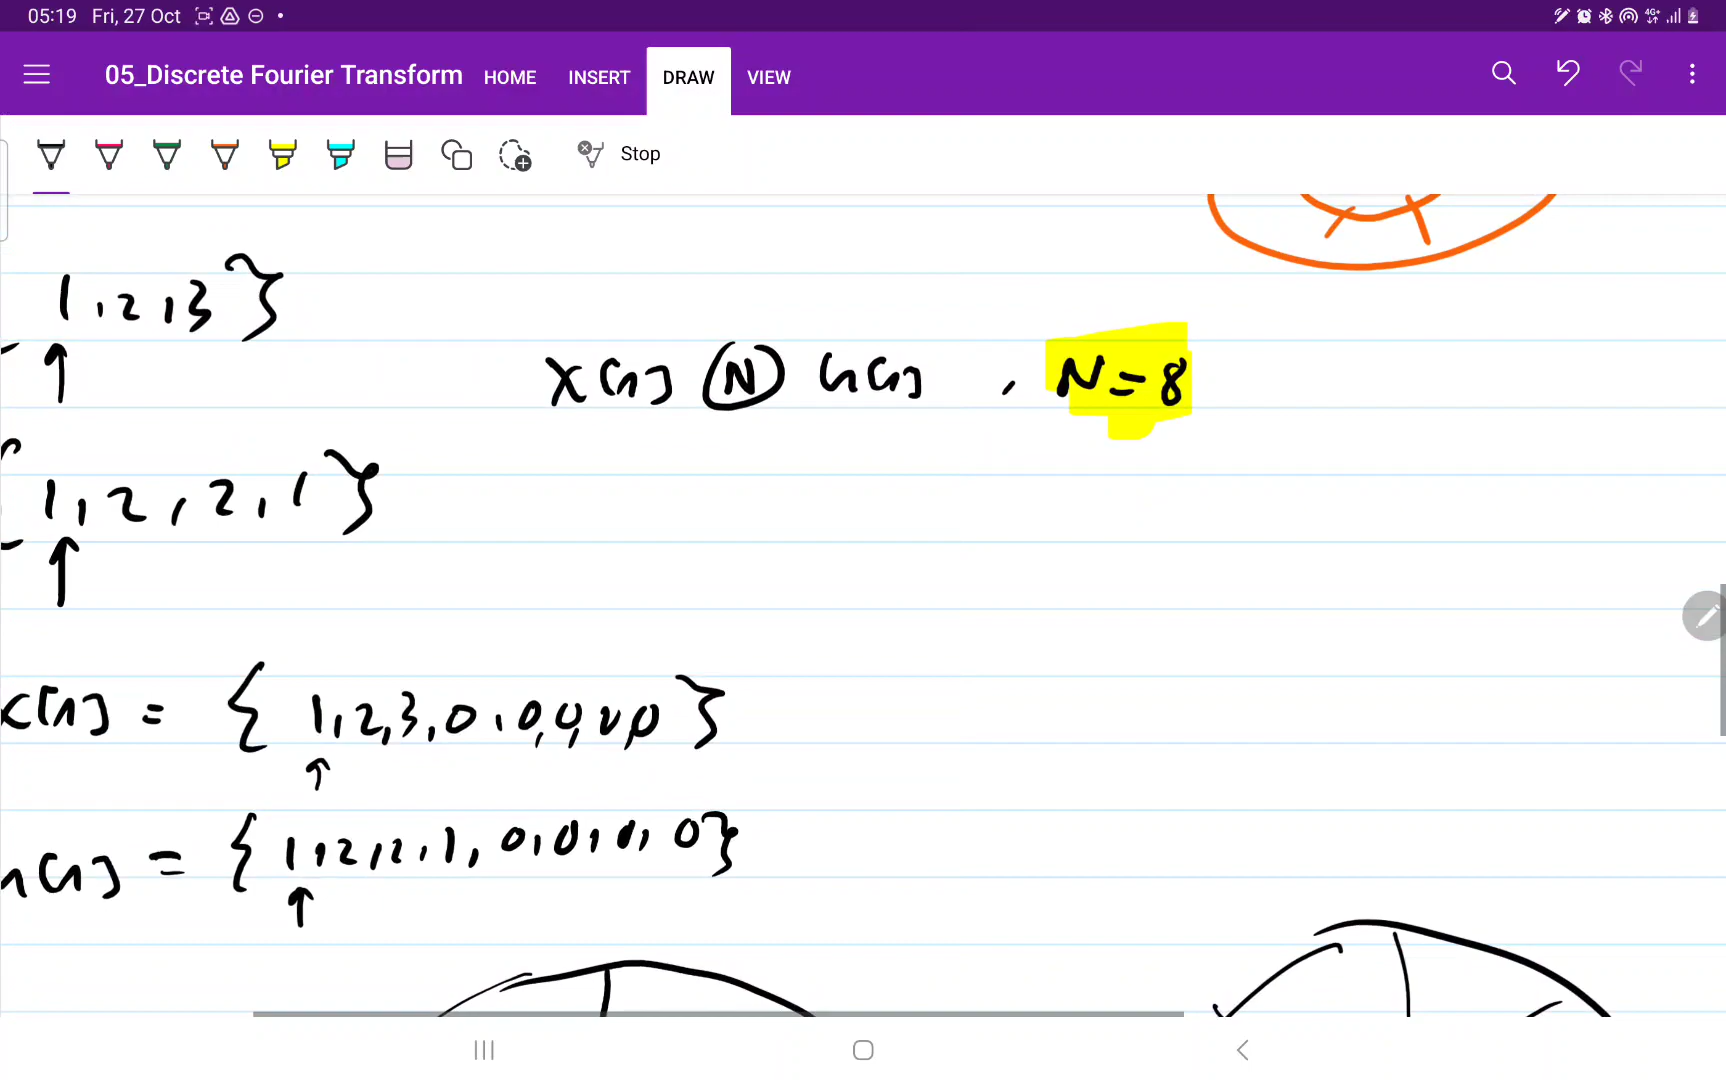 05:19 Fri, 27 Oct
4G+
05_Discrete Fourier Transform HOME INSERT DRAW VIEW
Stop
1,2,3}
x[n] Ⓝ h[n] , N=8
{1,2,2,1}
x[n] = { 1,2,3,0,0,0,0,0 }
↑
h[n] = { 1,2,2,1,0,0,0,0}
↑